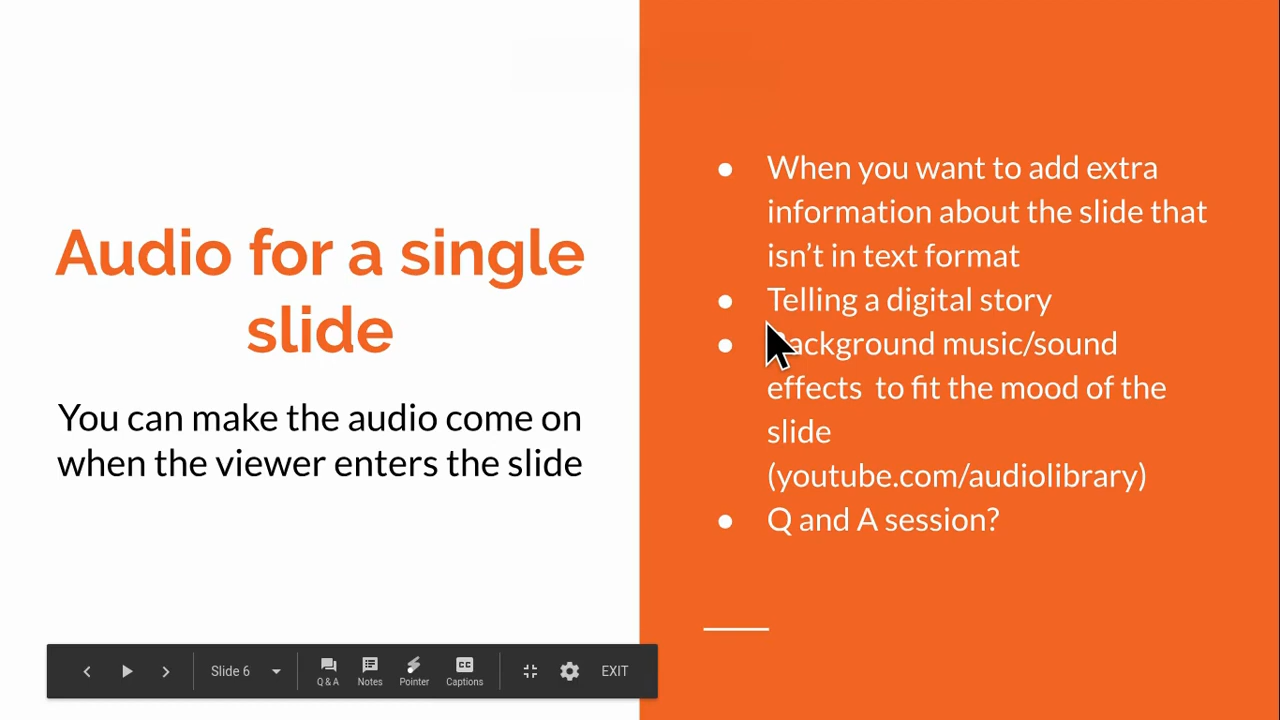 Audio for a single
slide
You can make the audio come on
when the viewer enters the slide
● When you want to add extra
information about the slide that
isn’t in text format
● Telling a digital story
● Background music/sound
effects  to fit the mood of the
slide
(youtube.com/audiolibrary)
● Q and A session?
Slide 6
Q & A
Notes
Pointer
CC
Captions
EXIT